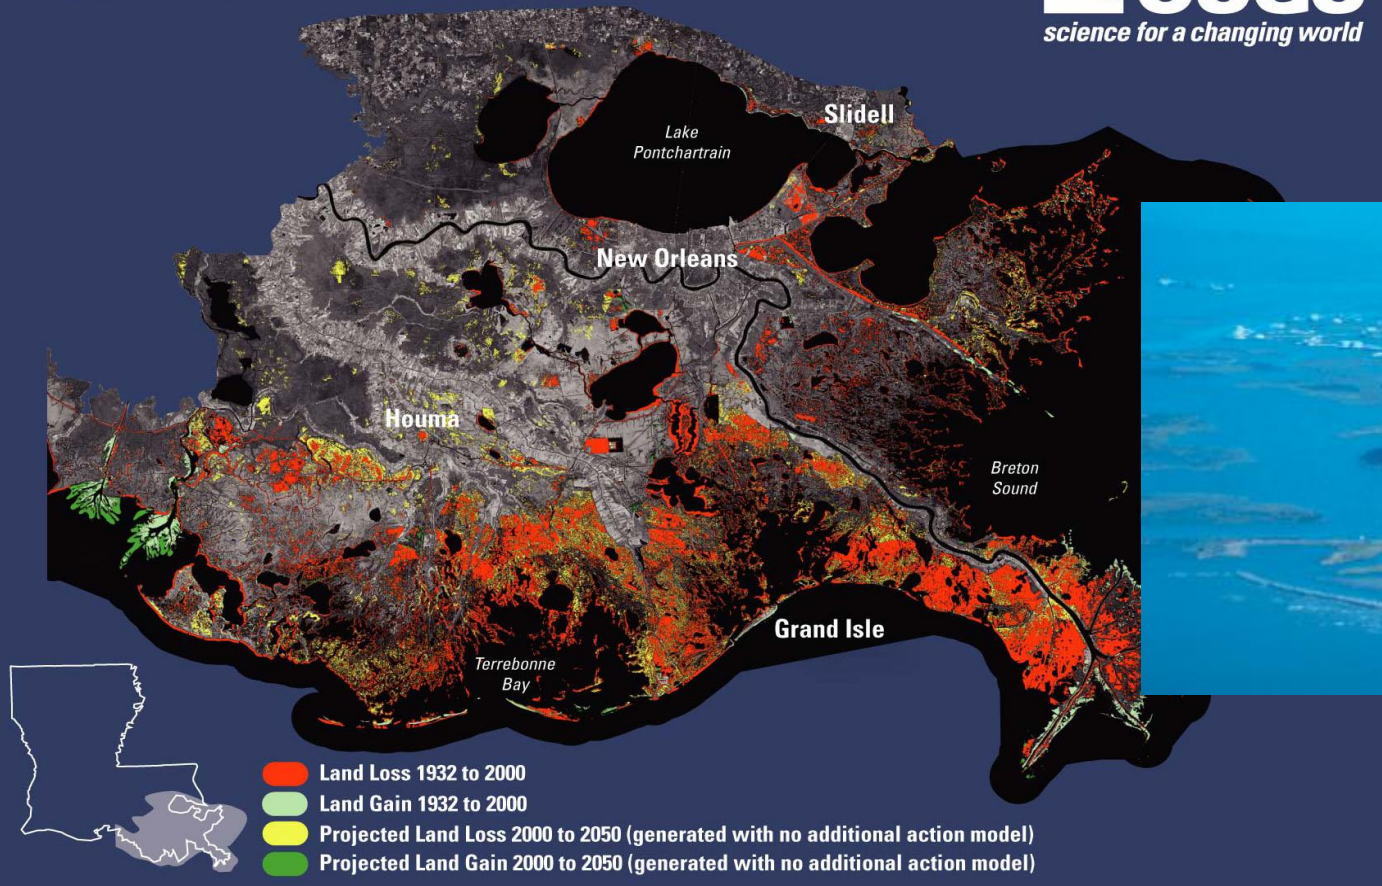 science for a changing world
Slidell
Lake
Pontchartrain
New Orleans
Houma
Breton
Sound
Grand Isle
Terrebonne
Bay
Land Loss 1932 to 2000
Land Gain 1932 to 2000
Projected Land Loss 2000 to 2050 (generated with no additional action model)
Projected Land Gain 2000 to 2050 (generated with no additional action model)